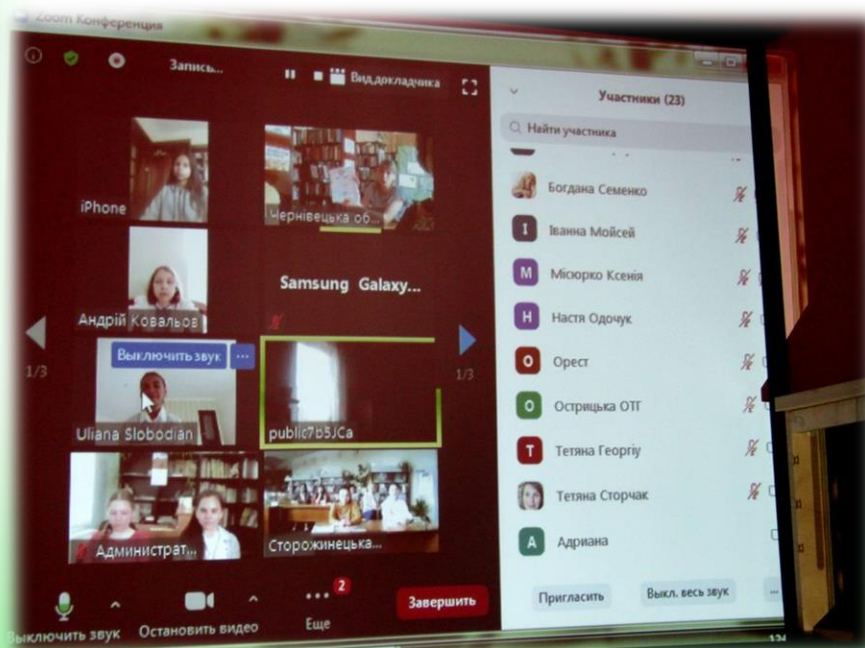 Zoom Конференция
Запись...
Вид докладчика
iPhone
Чернівецька об...
Андрій Ковальов
Samsung Galaxy...
1/3
1/3
Выключить звук
...
Uliana Slobodian
public7b5JCa
Администрат...
Сторожинецька...
Выключить звук
Остановить видео
2
Еще
Завершить
Участники (23)
Найти участника
Богдана Семенко
І Іванна Мойсей
М Місюрко Ксенія
Н Настя Одочук
О Орест
О Острицька ОТГ
Т Тетяна Георгіу
Тетяна Сторчак
А Адриана
Пригласить
Выкл. весь звук
...